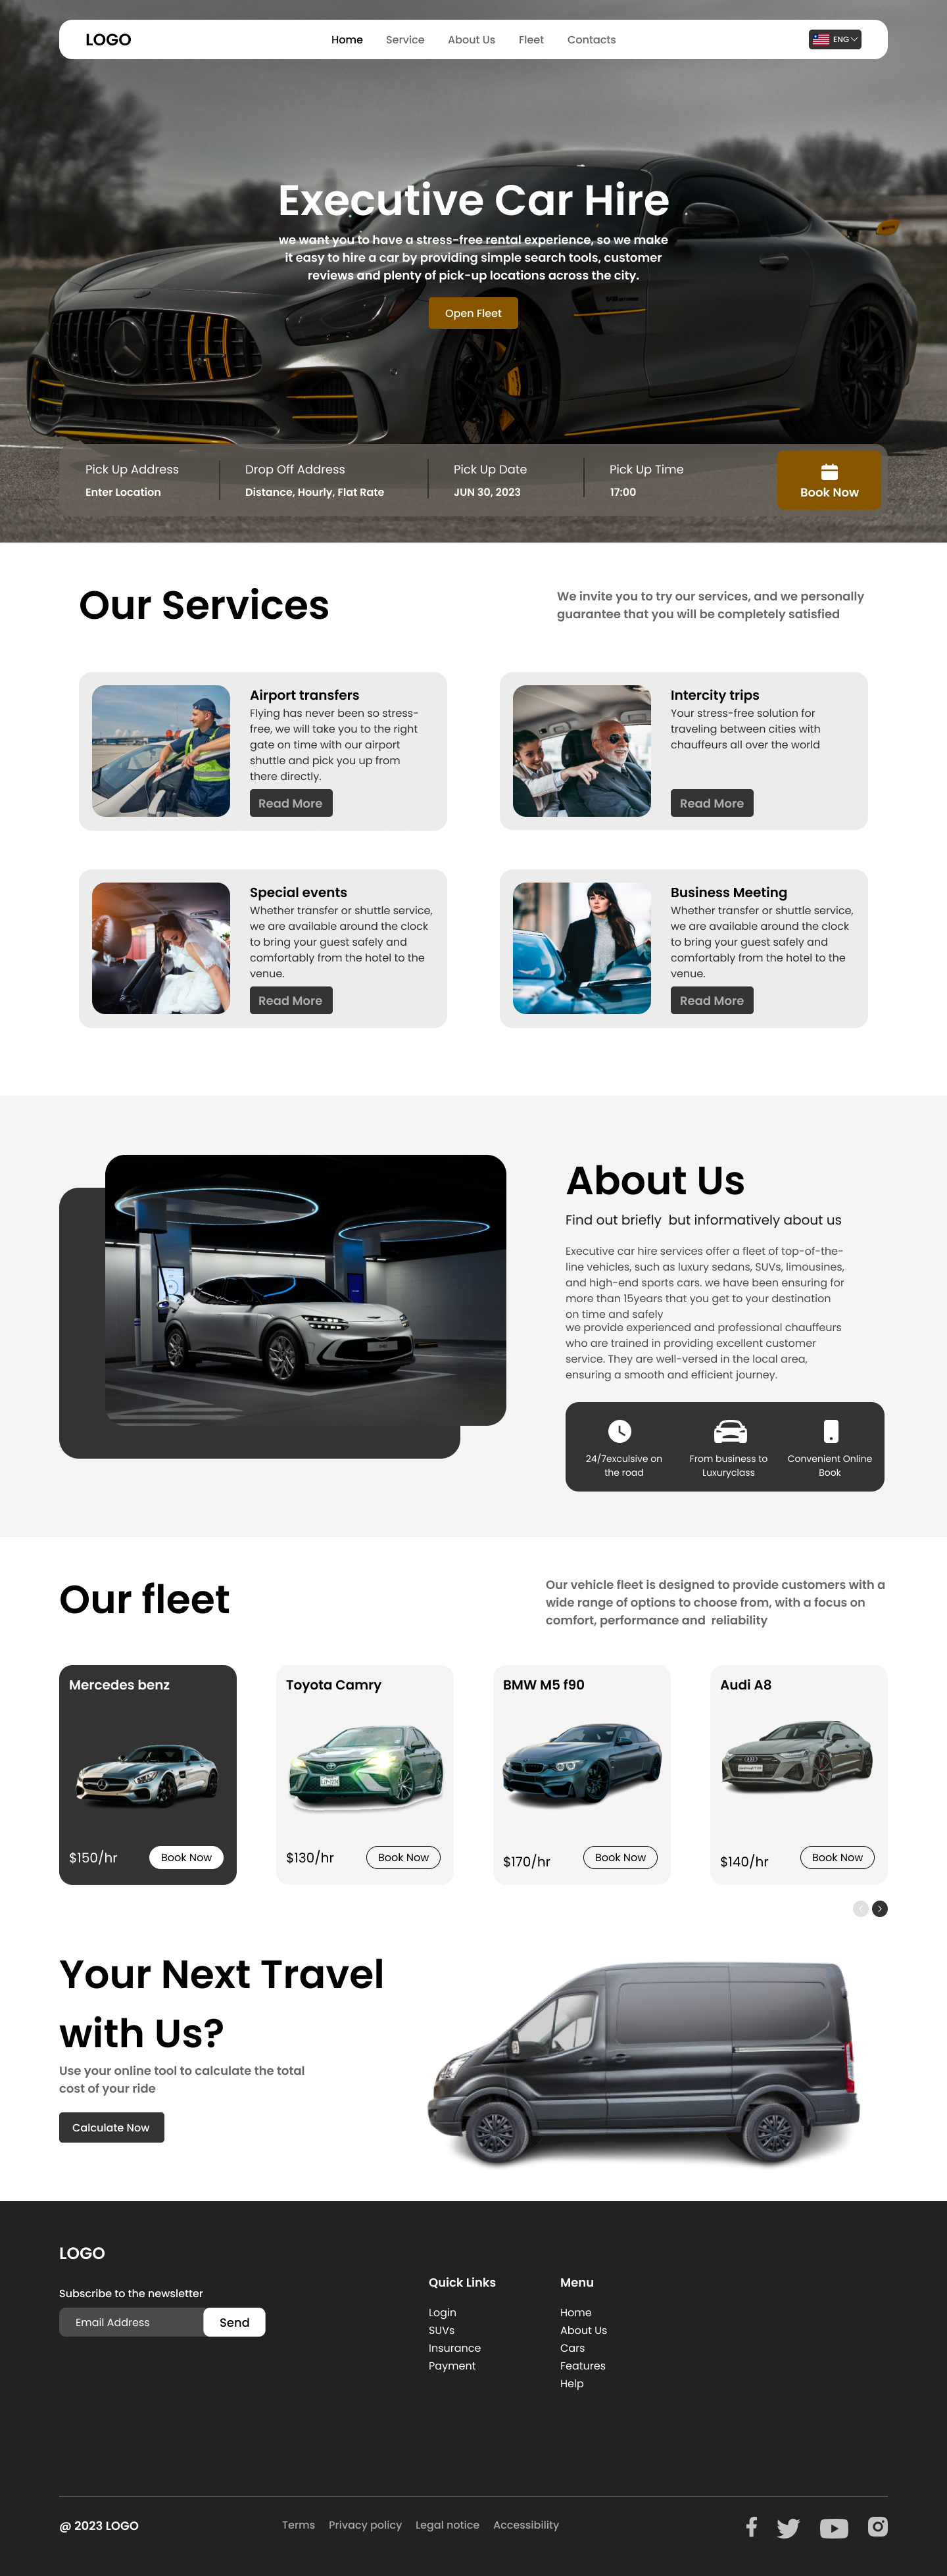 LOGO
Home Service About Us Fleet Contacts
ENG
Executive Car Hire
we want you to have a stress-free rental experience, so we make
it easy to hire a car by providing simple search tools, customer
reviews and plenty of pick-up locations across the city.
Open Fleet
Pick Up Address Drop Off Address Pick Up Date Pick Up Time
Enter Location Distance, Hourly, Flat Rate JUN 30, 2023 17:00 Book Now
Our Services
We invite you to try our services, and we personally
guarantee that you will be completely satisfied
Airport transfers
Flying has never been so stress-
free, we will take you to the right
gate on time with our airport
shuttle and pick you up from
there directly.
Read More
Intercity trips
Your stress-free solution for
traveling between cities with
chauffeurs all over the world
Read More
Special events
Whether transfer or shuttle service,
we are available around the clock
to bring your guest safely and
comfortably from the hotel to the
venue.
Read More
Business Meeting
Whether transfer or shuttle service,
we are available around the clock
to bring your guest safely and
comfortably from the hotel to the
venue.
Read More
About Us
Find out briefly  but informatively about us
Executive car hire services offer a fleet of top-of-the-
line vehicles, such as luxury sedans, SUVs, limousines,
and high-end sports cars. we have been ensuring for
more than 15years that you get to your destination
on time and safely
we provide experienced and professional chauffeurs
who are trained in providing excellent customer
service. They are well-versed in the local area,
ensuring a smooth and efficient journey.
24/7exculsive on
the road
From business to
Luxuryclass
Convenient Online
Book
Our fleet
Our vehicle fleet is designed to provide customers with a
wide range of options to choose from, with a focus on
comfort, performance and  reliability
Mercedes benz
$150/hr Book Now
Toyota Camry
$130/hr Book Now
BMW M5 f90
$170/hr Book Now
Audi A8
$140/hr Book Now
Your Next Travel
with Us?
Use your online tool to calculate the total
cost of your ride
Calculate Now
LOGO
Subscribe to the newsletter
Email Address Send
Quick Links
Login
SUVs
Insurance
Payment
Menu
Home
About Us
Cars
Features
Help
@ 2023 LOGO
Terms Privacy policy Legal notice Accessibility